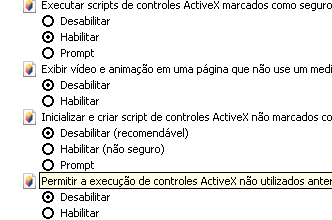 Executar scripts de controles ActiveX marcados como seguro
Desabilitar
Habilitar
Prompt
Exibir vídeo e animação em uma página que não use um medi
Desabilitar
Habilitar
Inicializar e criar script de controles ActiveX não marcados co
Desabilitar (recomendável)
Habilitar (não seguro)
Prompt
Permitir a execução de controles ActiveX não utilizados anter
Desabilitar
Habilitar